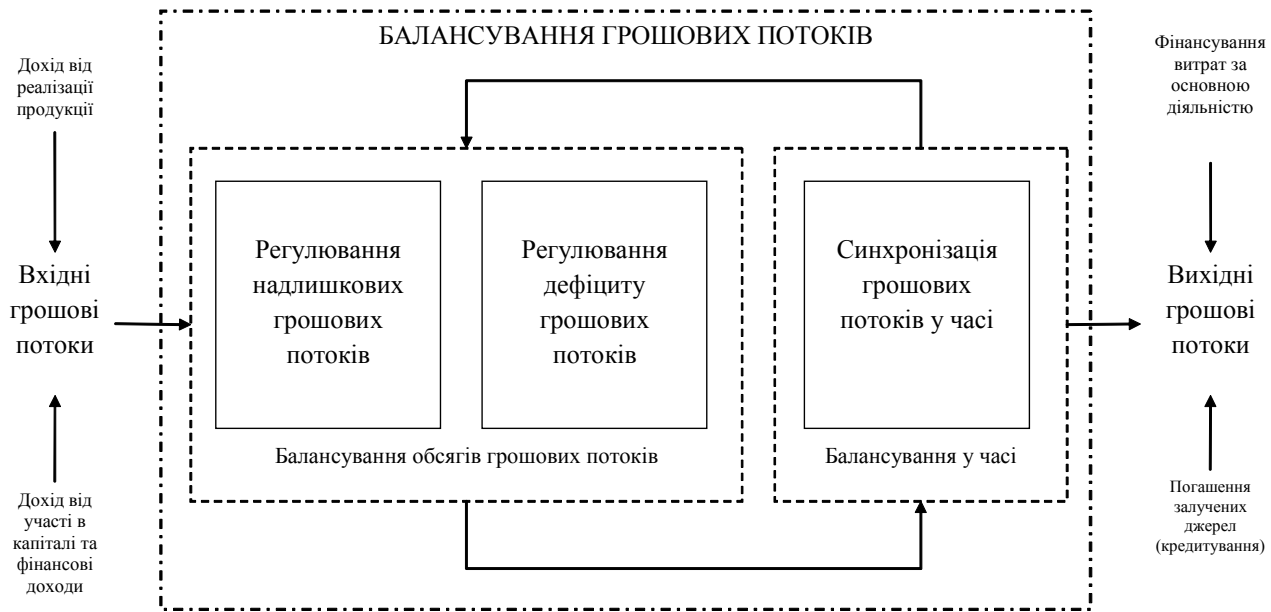 БАЛАНСУВАННЯ ГРОШОВИХ ПОТОКІВ
Дохід від
реалізації
продукції
Вхідні
грошові
потоки
Дохід від
участі в
капіталі та
фінансові
доходи
Регулювання
надлишкових
грошових
потоків
Регулювання
дефіциту
грошових
потоків
Балансування обсягів грошових потоків
Синхронізація
грошових
потоків у часі
Балансування у часі
Фінансування
витрат за
основною
діяльністю
Вихідні
грошові
потоки
Погашення
залучених
джерел
(кредитування)